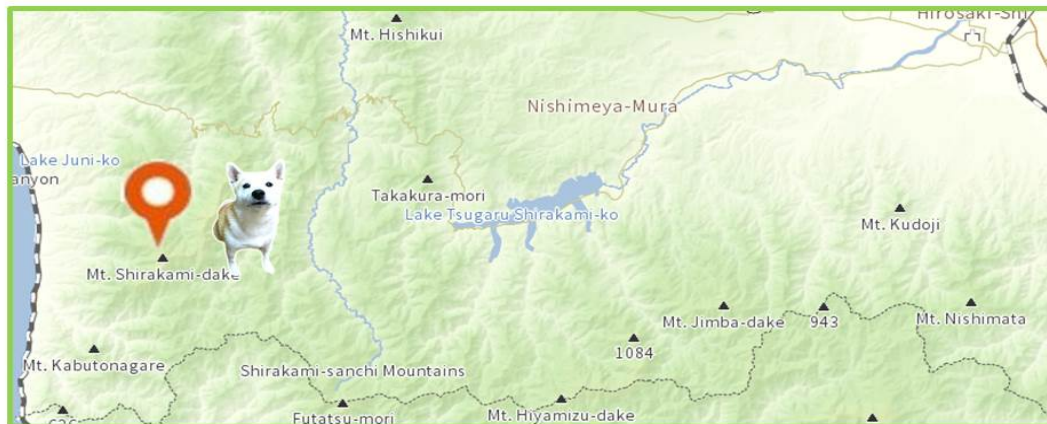 Hirosaki-Shi
Mt. Hishikui
Nishimeya-Mura
Lake Juni-ko
anyon
Takakura-mori
Lake Tsugaru Shirakami-ko
Mt. Kudoji
Mt. Shirakami-dake
Mt. Jimba-dake
943
Mt. Nishimata
1084
Mt. Kabutonagare
Shirakami-sanchi Mountains
Futatsu-mori
Mt. Hiyamizu-dake